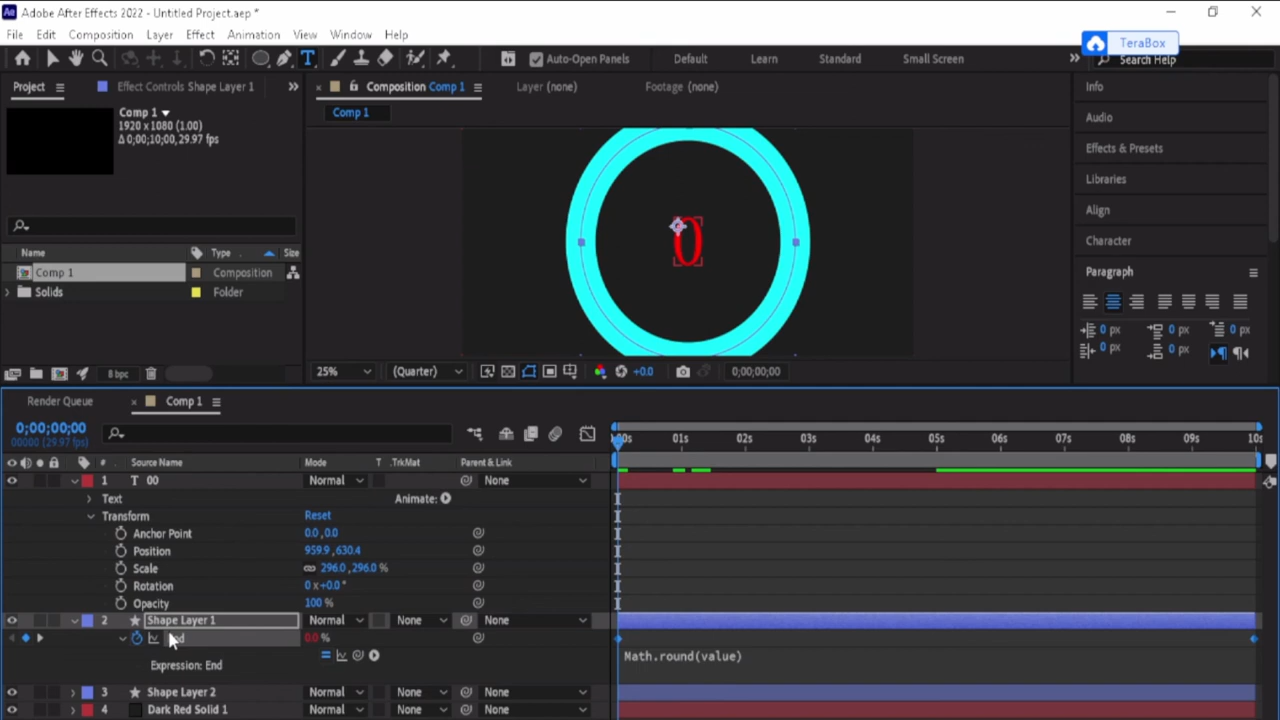 Ae Adobe After Effects 2022 - Untitled Project.aep *
File Edit Composition Layer Effect Animation View Window Help
TeraBox
T Auto-Open Panels Default Learn Standard Small Screen » Search Help
Project Effect Controls Shape Layer 1 » × Composition Comp 1 Layer (none) Footage (none) Info
Comp 1 ▼ Comp 1
1920 x 1080 (1.00)
Δ 0;00;10;00, 29.97 fps
Audio
Effects & Presets
Libraries
Align
Character
Paragraph
0
Name Type Size
Comp 1 Composition
Solids Folder
0 px 0 px 0 px
0 px 0 px
8 bpc 25% (Quarter) +0.0 0;00;00;00
Render Queue × Comp 1
0;00;00;00
00000 (29.97 fps)
01s 02s 03s 04s 05s 06s 07s 08s 09s 10s
# Source Name Mode T .TrkMat Parent & Link
1 T 00 Normal None
Text Animate:
Transform Reset
Anchor Point 0.0,0.0
Position 959.9,630.4
Scale 296.0,296.0 %
Rotation 0 x+0.0°
Opacity 100 %
2 Shape Layer 1 Normal None None
0.0 %
Expression: End Math.round(value)
3 Shape Layer 2 Normal None None
4 Dark Red Solid 1 Normal None None